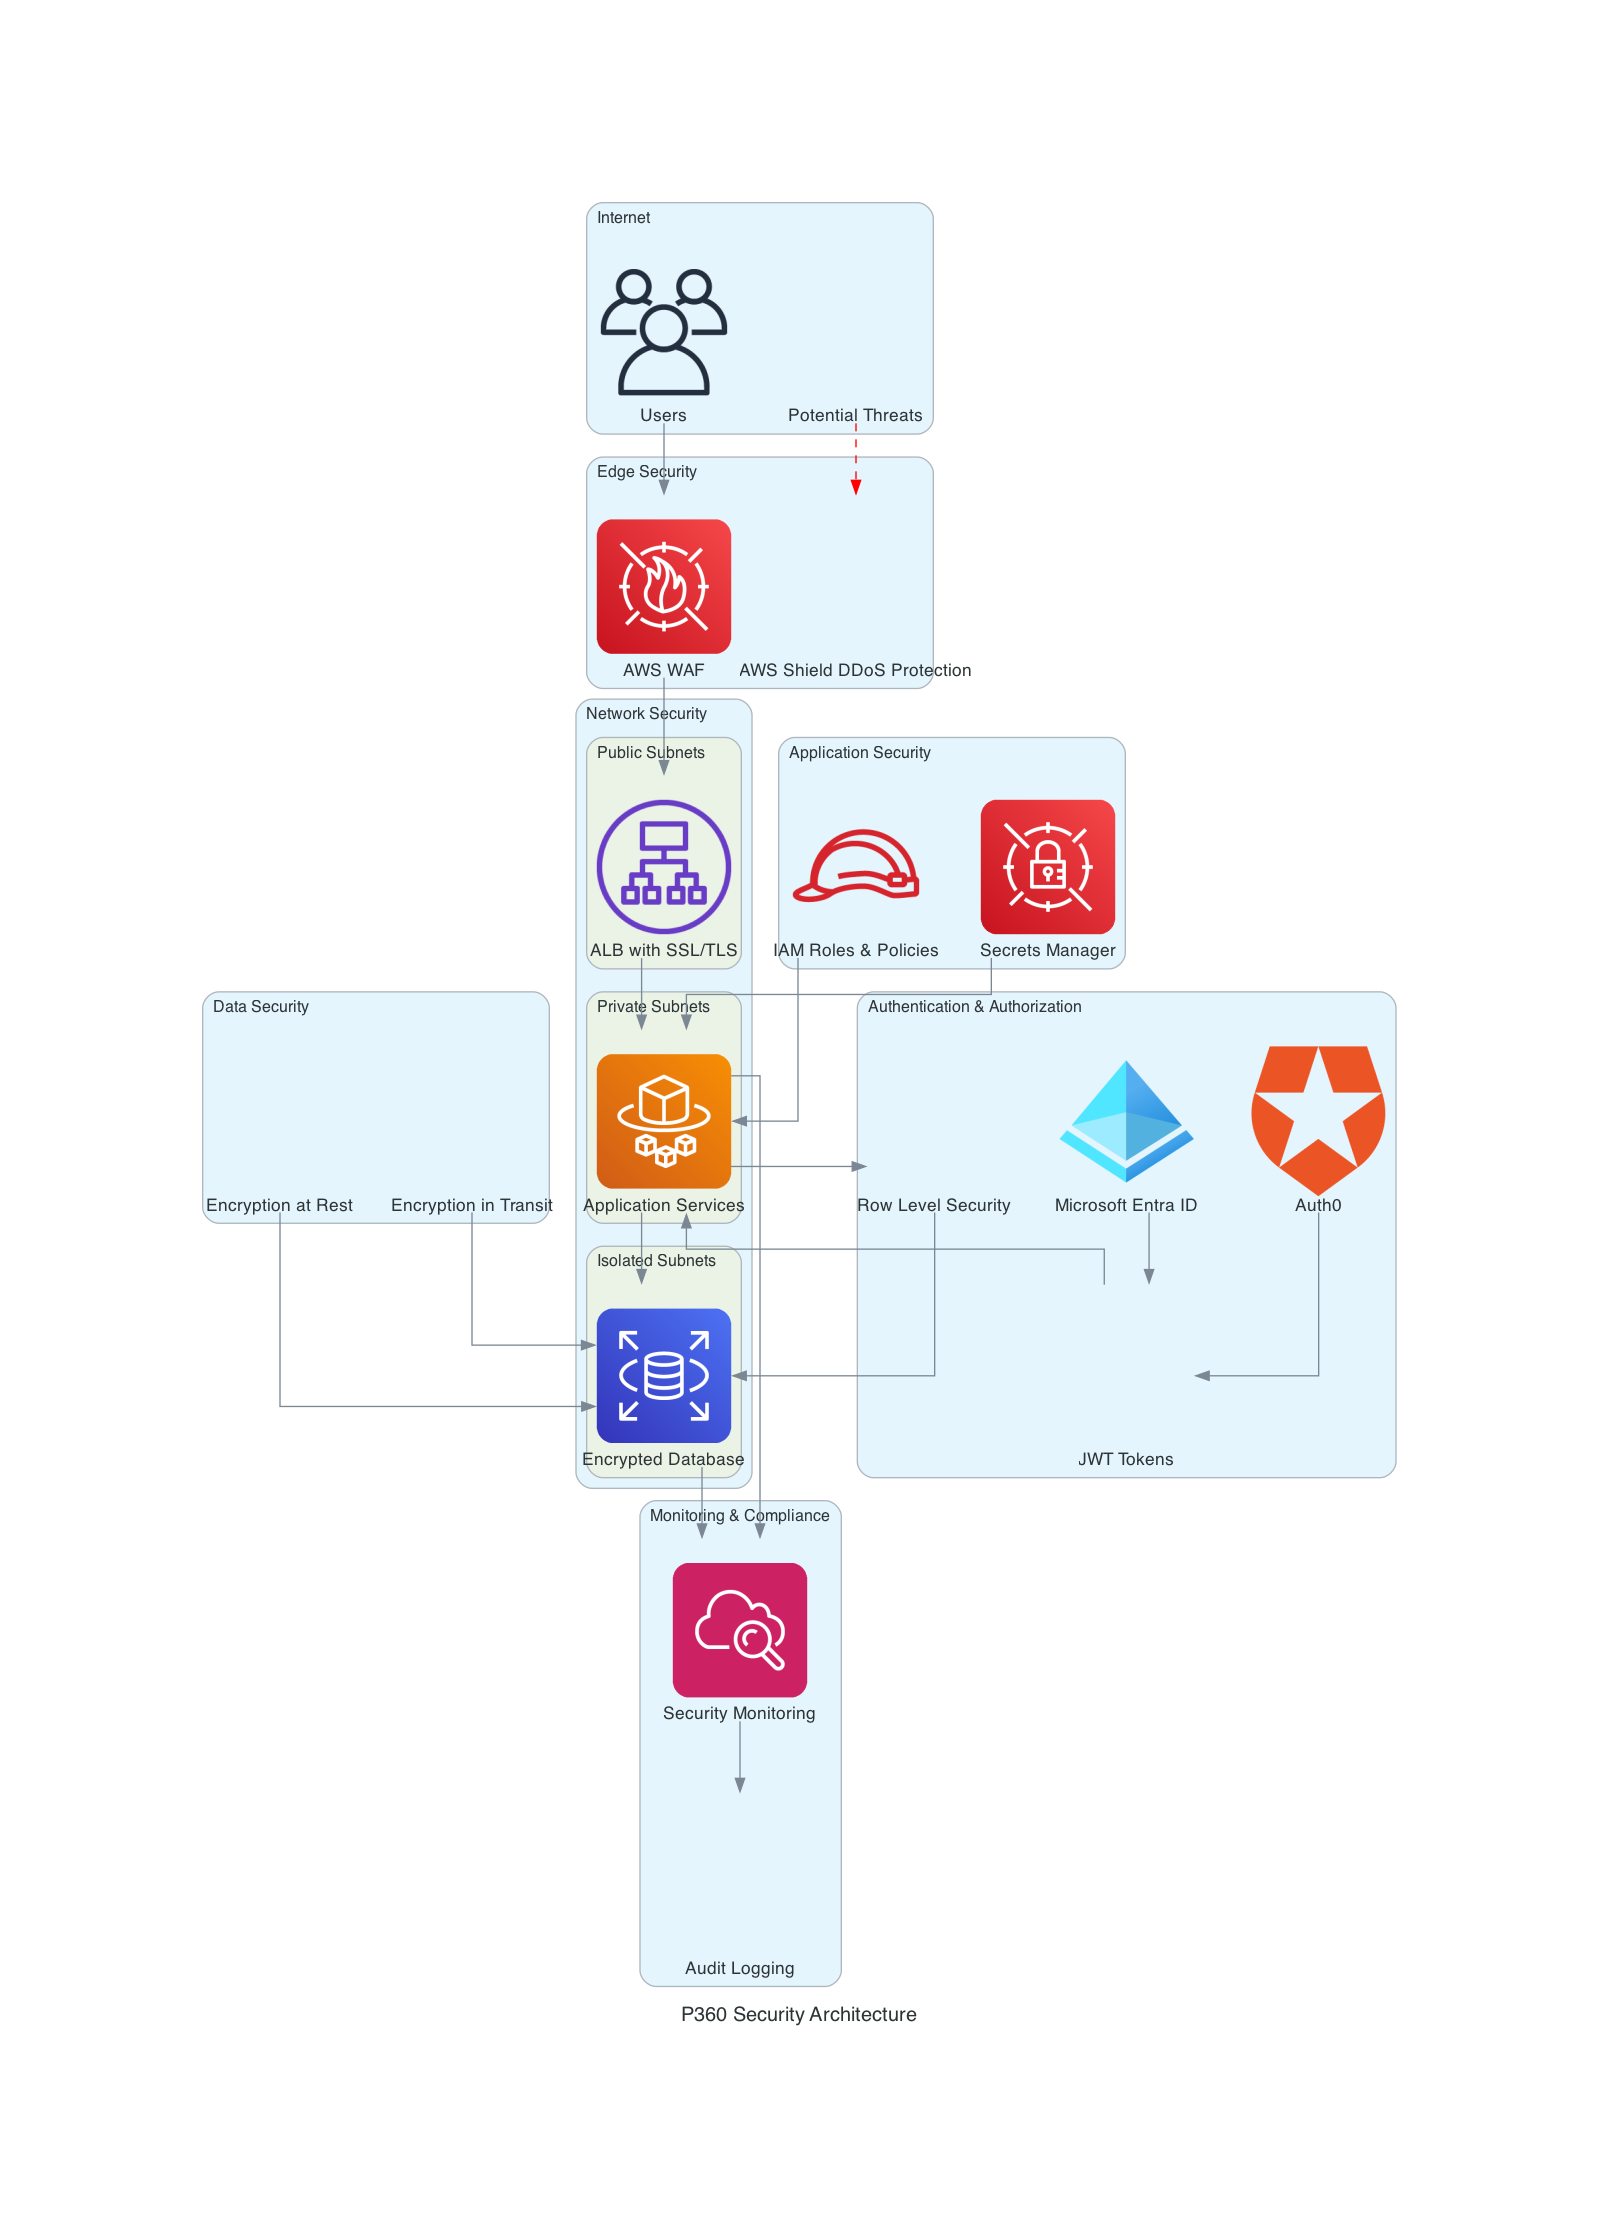 Internet
Users
Potential Threats
Edge Security
AWS WAF
AWS Shield DDoS Protection
Network Security
Public Subnets
ALB with SSL/TLS
Application Security
IAM Roles & Policies
Secrets Manager
Data Security
Encryption at Rest
Encryption in Transit
Private Subnets
Application Services
Authentication & Authorization
Row Level Security
Microsoft Entra ID
Auth0
Isolated Subnets
Encrypted Database
JWT Tokens
Monitoring & Compliance
Security Monitoring
Audit Logging
P360 Security Architecture